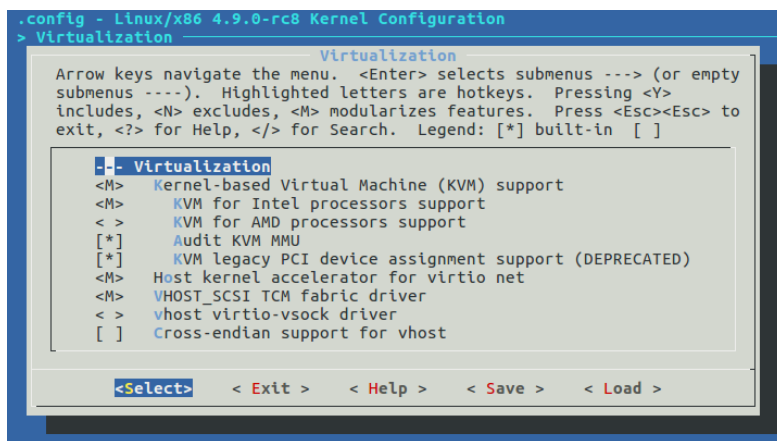 .config - Linux/x86 4.9.0-rc8 Kernel Configuration
> Virtualization
Virtualization
Arrow keys navigate the menu. <Enter> selects submenus ---> (or empty
submenus ----). Highlighted letters are hotkeys. Pressing <Y>
includes, <N> excludes, <M> modularizes features. Press <Esc><Esc> to
exit, <?> for Help, </> for Search. Legend: [*] built-in [ ]
--- Virtualization
<M> Kernel-based Virtual Machine (KVM) support
<M> KVM for Intel processors support
< > KVM for AMD processors support
[*] Audit KVM MMU
[*] KVM legacy PCI device assignment support (DEPRECATED)
<M> Host kernel accelerator for virtio net
<M> VHOST_SCSI TCM fabric driver
< > vhost virtio-vsock driver
[ ] Cross-endian support for vhost
<Select> < Exit > < Help > < Save > < Load >